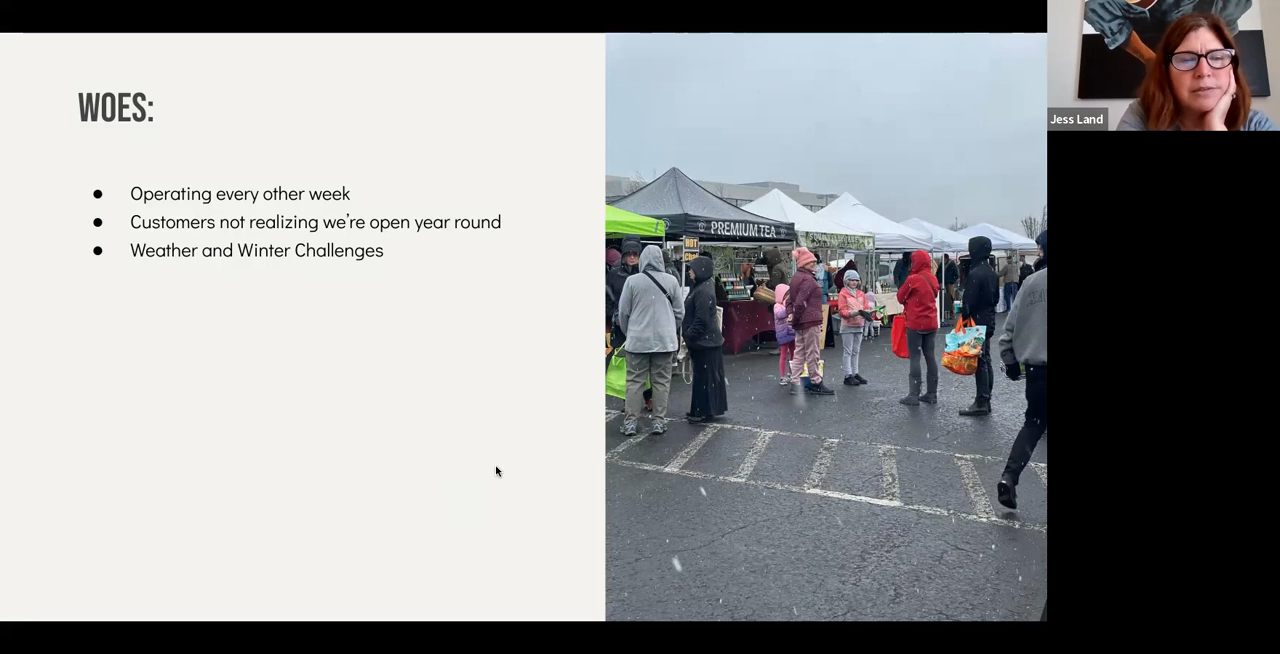 WOES:
● Operating every other week
● Customers not realizing we're open year round
● Weather and Winter Challenges
PREMIUM TEA
HOT
Jess Land